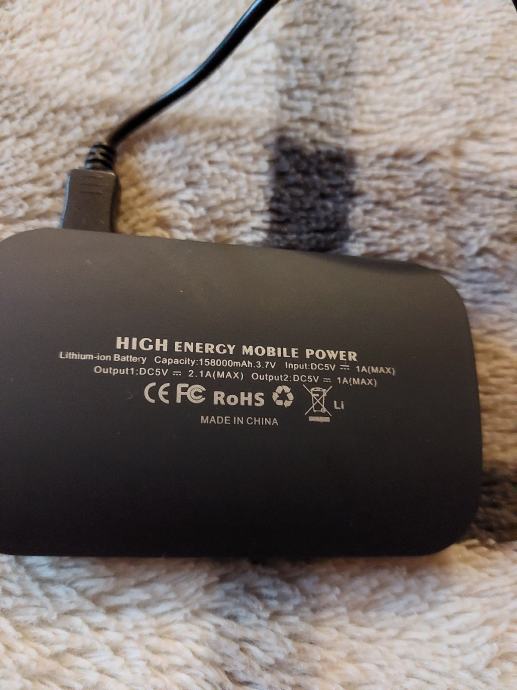 HIGH ENERGY MOBILE POWER
Lithium-ion Battery Capacity:158000mAh.3.7V Input:DC5V ⎓ 1A(MAX)
Output1:DC5V ⎓ 2.1A(MAX) Output2:DC5V ⎓ 1A(MAX)
CE FC RoHS Li
MADE IN CHINA